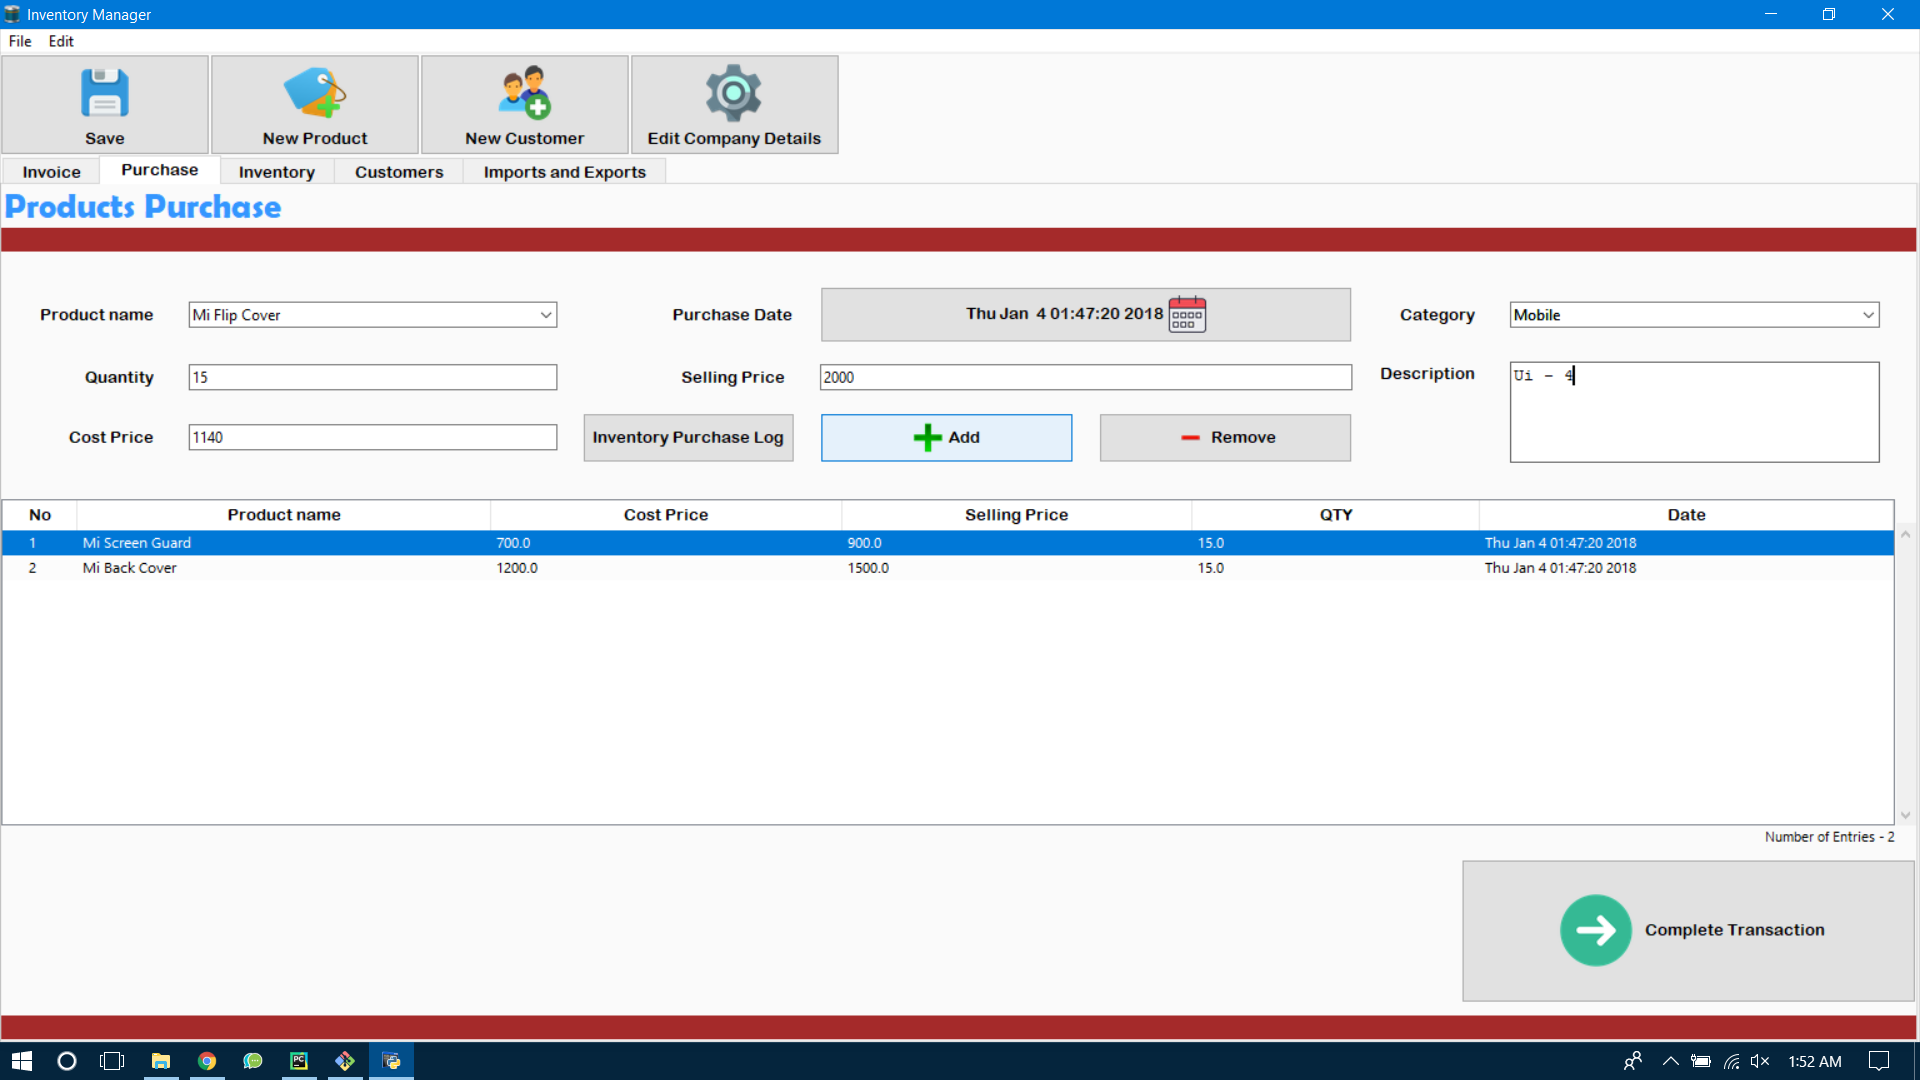 Inventory Manager
File Edit
Save New Product New Customer Edit Company Details
Invoice Purchase Inventory Customers Imports and Exports
Products Purchase
Product name Mi Flip Cover Purchase Date Thu Jan 4 01:47:20 2018 Category Mobile
Quantity 15 Selling Price 2000 Description Ui - 4
Cost Price 1140 Inventory Purchase Log Add Remove
No Product name Cost Price Selling Price QTY Date
1 Mi Screen Guard 700.0 900.0 15.0 Thu Jan 4 01:47:20 2018
2 Mi Back Cover 1200.0 1500.0 15.0 Thu Jan 4 01:47:20 2018
Number of Entries - 2
Complete Transaction
PC 1:52 AM